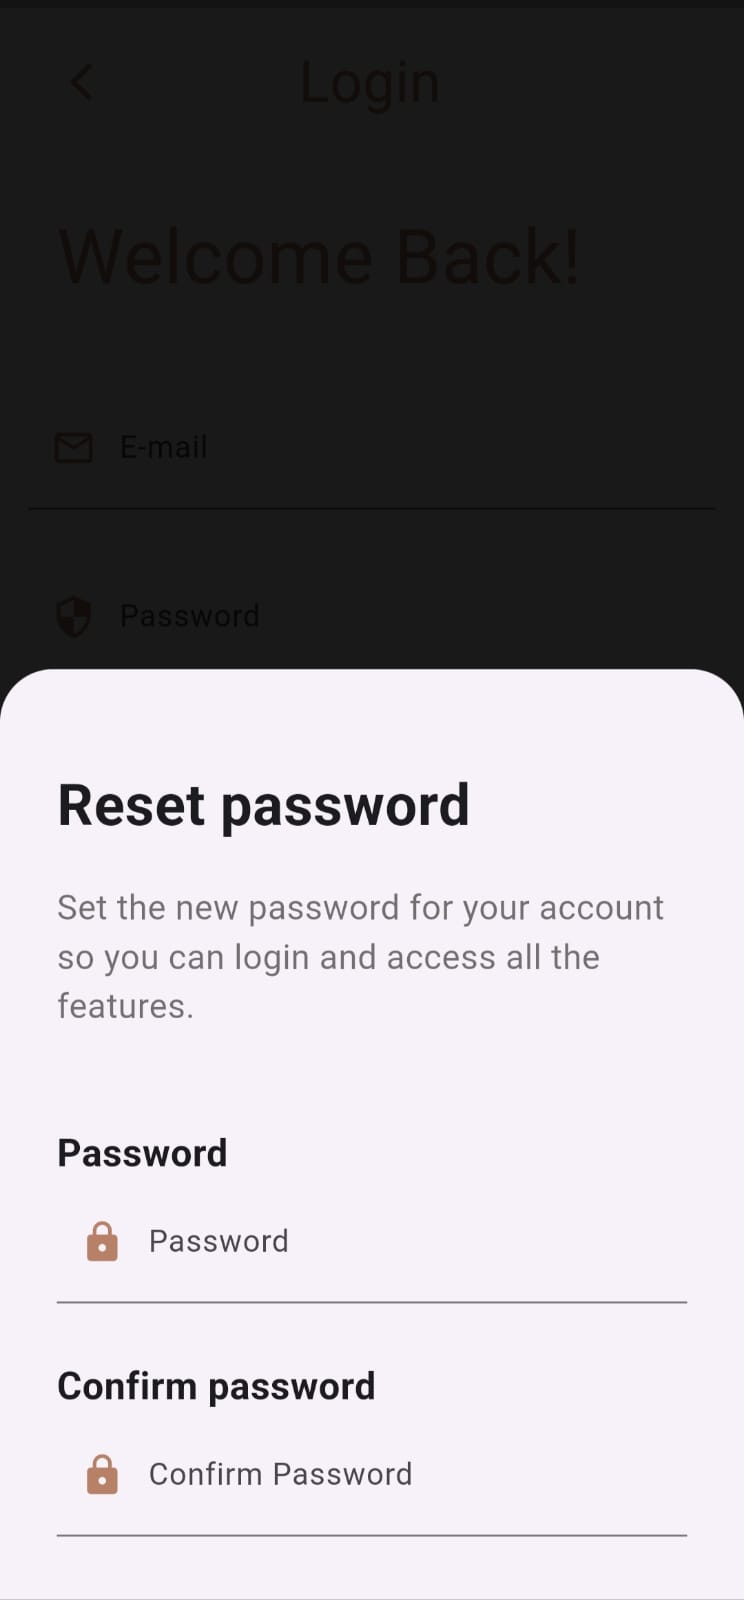 Login
Welcome Back!
E-mail
Password
Reset password
Set the new password for your account
so you can login and access all the
features.
Password
Password
Confirm password
Confirm Password